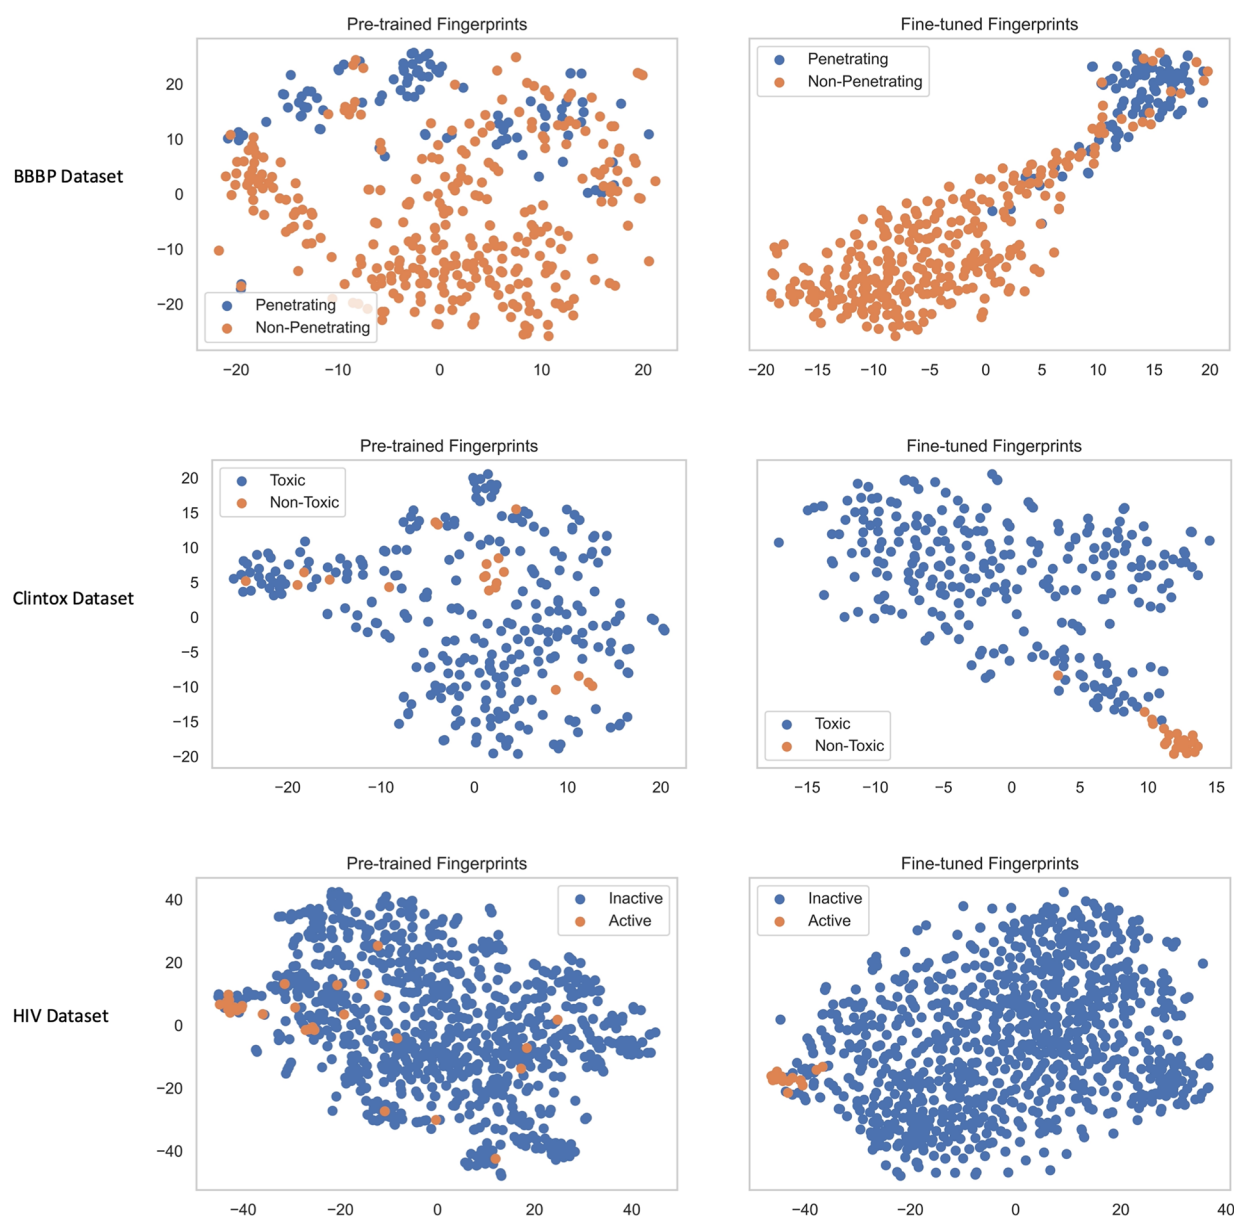 Pre-trained Fingerprints
Fine-tuned Fingerprints
BBBP Dataset
20
10
0
−10
−20
Penetrating
Non-Penetrating
−20 −10 0 10 20
Penetrating
Non-Penetrating
−20 −15 −10 −5 0 5 10 15 20
Pre-trained Fingerprints
Fine-tuned Fingerprints
Clintox Dataset
20
15
10
5
0
−5
−10
−15
−20
Toxic
Non-Toxic
−20 −10 0 10 20
Toxic
Non-Toxic
−15 −10 −5 0 5 10 15
Pre-trained Fingerprints
Fine-tuned Fingerprints
HIV Dataset
40
20
0
−20
−40
Inactive
Active
−40 −20 0 20 40
Inactive
Active
−40 −20 0 20 40